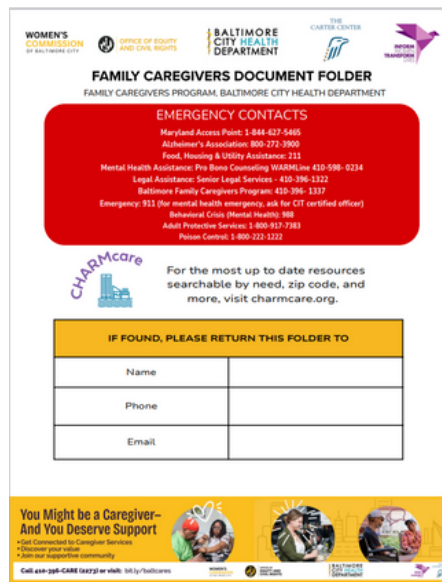 WOMEN'S
COMMISSION
OF BALTIMORE CITY
OFFICE OF EQUITY
AND CIVIL RIGHTS
BALTIMORE
CITY HEALTH
DEPARTMENT
THE
CARTER CENTER
INFORM
TRANSFORM
FAMILY CAREGIVERS DOCUMENT FOLDER
FAMILY CAREGIVERS PROGRAM, BALTIMORE CITY HEALTH DEPARTMENT
EMERGENCY CONTACTS
Maryland Access Point: 1-844-627-5465
Alzheimer's Association: 800-272-3900
Food, Housing & Utility Assistance: 211
Mental Health Assistance: Pro Bono Counseling WARMLine 410-598- 0234
Legal Assistance: Senior Legal Services - 410-396-1322
Baltimore Family Caregivers Program: 410-396- 1337
Emergency: 911 (for mental health emergency, ask for CIT certified officer)
Behavioral Crisis (Mental Health): 988
Adult Protective Services: 1-800-917-7383
Poison Control: 1-800-222-1222
CHARMcare
For the most up to date resources
searchable by need, zip code, and
more, visit charmcare.org.
IF FOUND, PLEASE RETURN THIS FOLDER TO
Name
Phone
Email
You Might be a Caregiver–
And You Deserve Support
• Get Connected to Caregiver Services
• Discover your value
• Join our supportive community
Call 410-396-CARE (2273) or visit: bit.ly/baltcares
WOMEN'S
COMMISSION
BALTIMORE
CITY HEALTH
DEPARTMENT